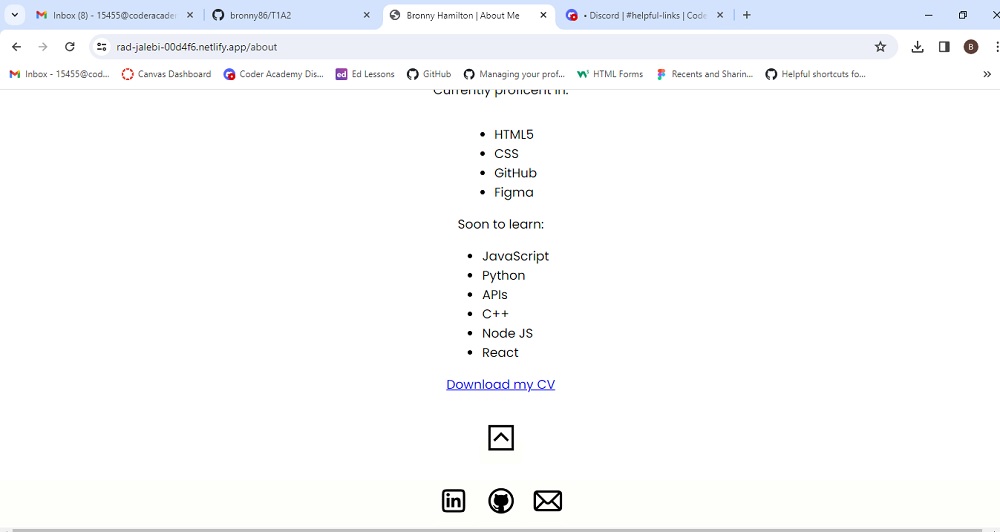 Inbox (8) - 15455@coderacader
bronny86/T1A2
Bronny Hamilton | About Me
• Discord | #helpful-links | Code
rad-jalebi-00d4f6.netlify.app/about
B
Inbox - 15455@cod...
Canvas Dashboard
Coder Academy Dis...
ed
Ed Lessons
GitHub
Managing your prof...
HTML Forms
Recents and Sharin...
Helpful shortcuts fo...
Currently proficent in:
HTML5
CSS
GitHub
Figma
Soon to learn:
JavaScript
Python
APIs
C++
Node JS
React
Download my CV
in